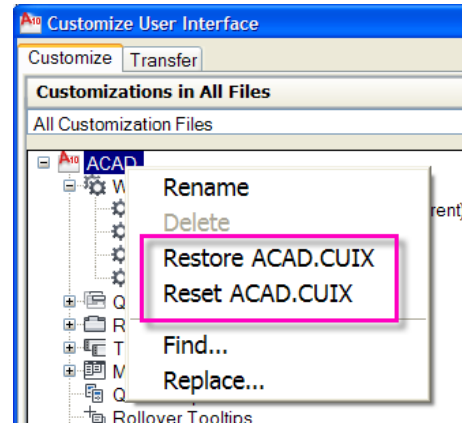 Customize User Interface
Customize Transfer
Customizations in All Files
All Customization Files
ACAD
W
Rename
rent)
Delete
Restore ACAD.CUIX
Q
Reset ACAD.CUIX
R
T
Find...
M
Replace...
Q
Rollover Tooltips